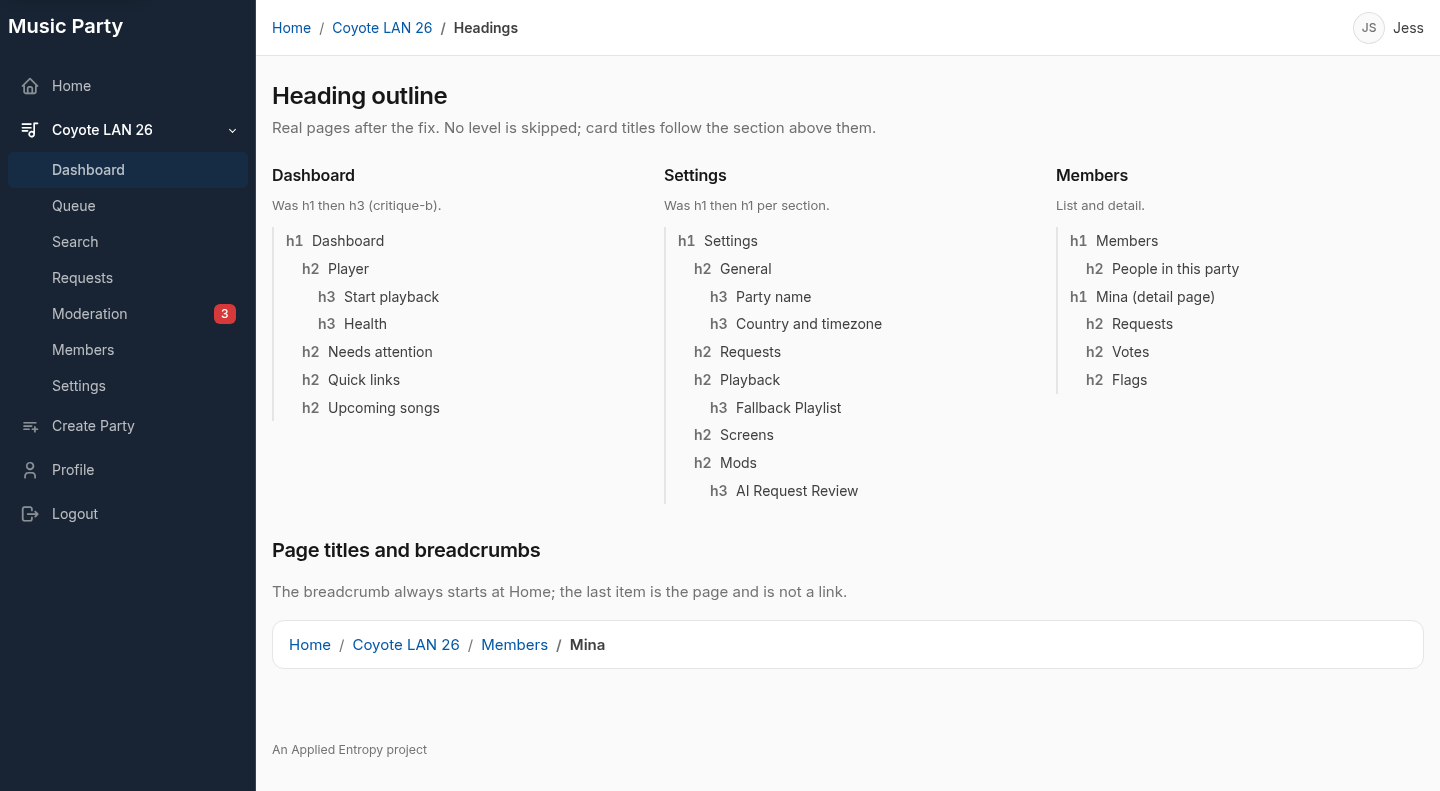 Music Party
Home
Coyote LAN 26
Dashboard
Queue
Search
Requests
Moderation 3
Members
Settings
Create Party
Profile
Logout
Home / Coyote LAN 26 / Headings
JS Jess
Heading outline
Real pages after the fix. No level is skipped; card titles follow the section above them.
Dashboard
Was h1 then h3 (critique-b).
h1 Dashboard
h2 Player
h3 Start playback
h3 Health
h2 Needs attention
h2 Quick links
h2 Upcoming songs
Settings
Was h1 then h1 per section.
h1 Settings
h2 General
h3 Party name
h3 Country and timezone
h2 Requests
h2 Playback
h3 Fallback Playlist
h2 Screens
h2 Mods
h3 AI Request Review
Members
List and detail.
h1 Members
h2 People in this party
h1 Mina (detail page)
h2 Requests
h2 Votes
h2 Flags
Page titles and breadcrumbs
The breadcrumb always starts at Home; the last item is the page and is not a link.
Home / Coyote LAN 26 / Members / Mina
An Applied Entropy project